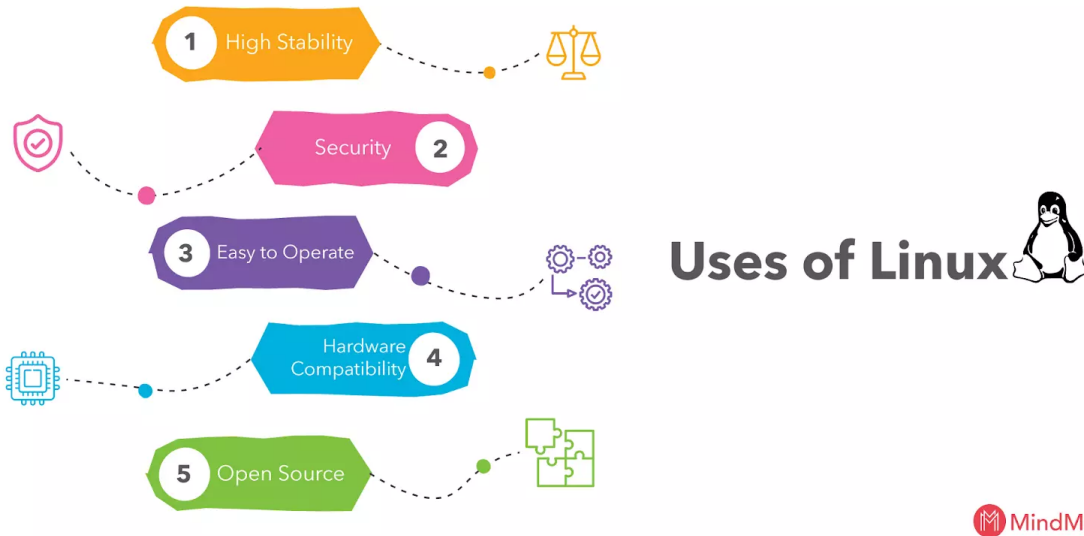 1 High Stability
Security 2
3 Easy to Operate
Uses of Linux
Hardware
Compatibility 4
5 Open Source
MindM